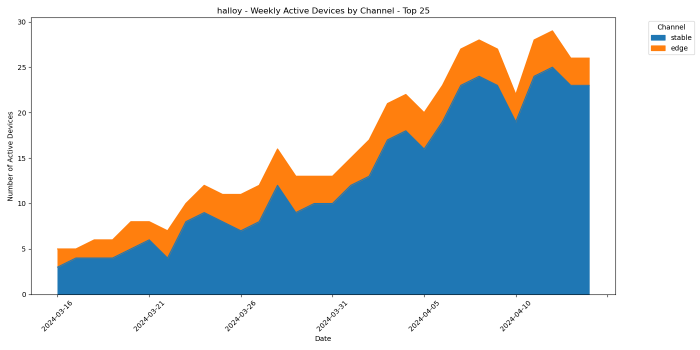 halloy - Weekly Active Devices by Channel - Top 25
Channel
stable
edge
Number of Active Devices
30
25
20
15
10
5
0
2024-03-16
2024-03-21
2024-03-26
2024-03-31
2024-04-05
2024-04-10
Date